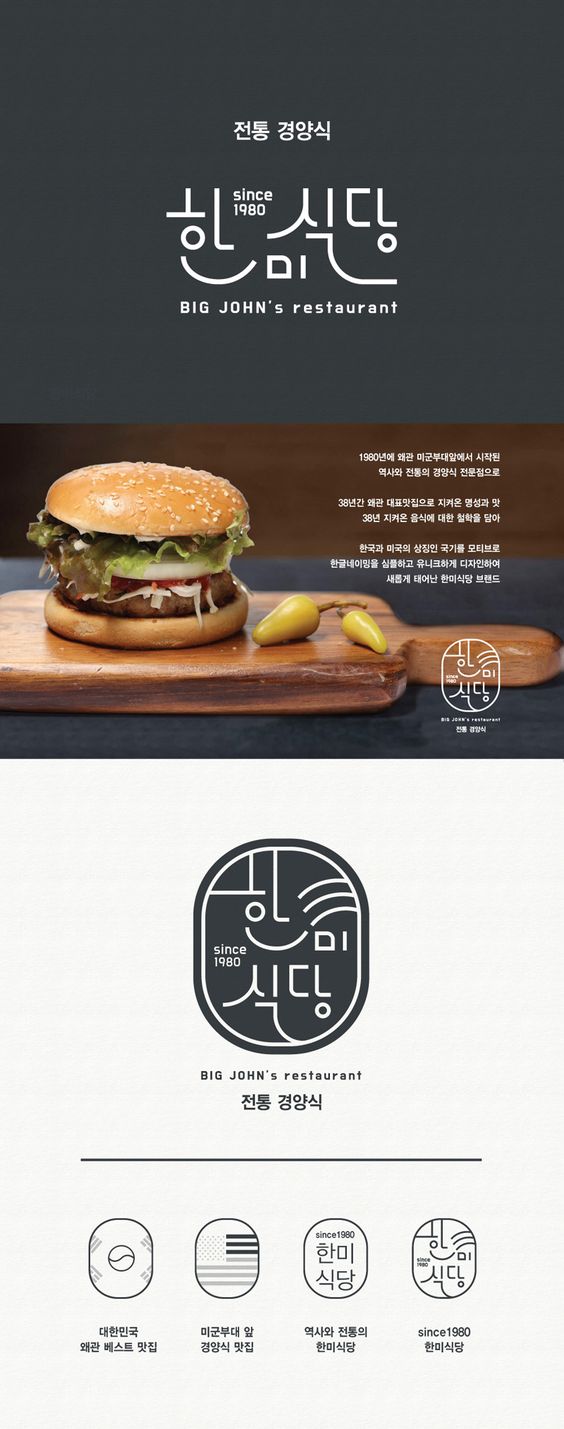 전통 경양식
한미식당
since
1980
BIG JOHN's restaurant
1980년에 왜관 미군부대앞에서 시작된
역사와 전통의 경양식 전문점으로
38년간 왜관 대표맛집으로 지켜온 명성과 맛
38년 지켜온 음식에 대한 철학을 담아
한국과 미국의 상징인 국기를 모티브로
한글네이밍을 심플하고 유니크하게 디자인하여
새롭게 태어난 한미식당 브랜드
한미
since
1980
식당
BIG JOHN's restaurant
전통 경양식
한미
since
1980
식당
BIG JOHN's restaurant
전통 경양식
since1980
한미
식당
한미
since
1980
식당
대한민국
왜관 베스트 맛집
미군부대 앞
경양식 맛집
역사와 전통의
한미식당
since1980
한미식당